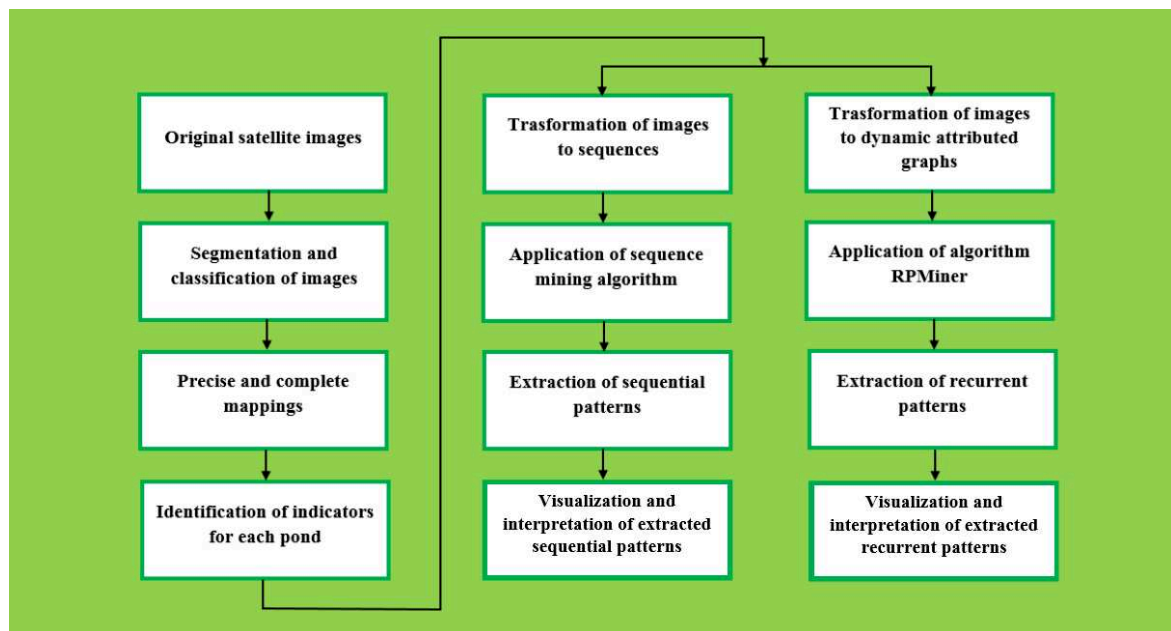 Original satellite images
Segmentation and
classification of images
Precise and complete
mappings
Identification of indicators
for each pond
Trasformation of images
to sequences
Application of sequence
mining algorithm
Extraction of sequential
patterns
Visualization and
interpretation of extracted
sequential patterns
Trasformation of images
to dynamic attributed
graphs
Application of algorithm
RPMiner
Extraction of recurrent
patterns
Visualization and
interpretation of extracted
recurrent patterns